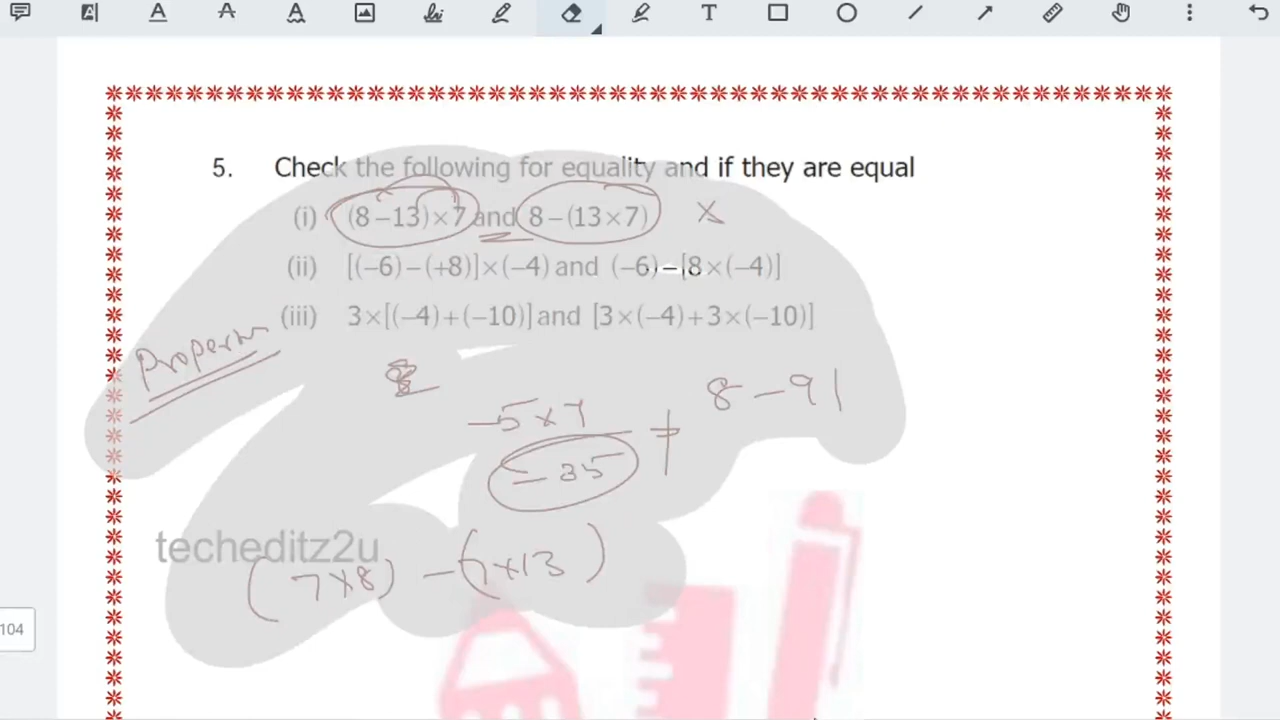 5. Check the following for equality and if they are equal
(i) (8−13)×7 and 8−(13×7) ×
(ii) [(−6)−(+8)]×(−4) and (−6)−[8×(−4)]
(iii) 3×[(−4)+(−10)] and [3×(−4)+3×(−10)]
8−91
−5×7
≠
−35
techeditz2u
(7×8) −(7×13)
104